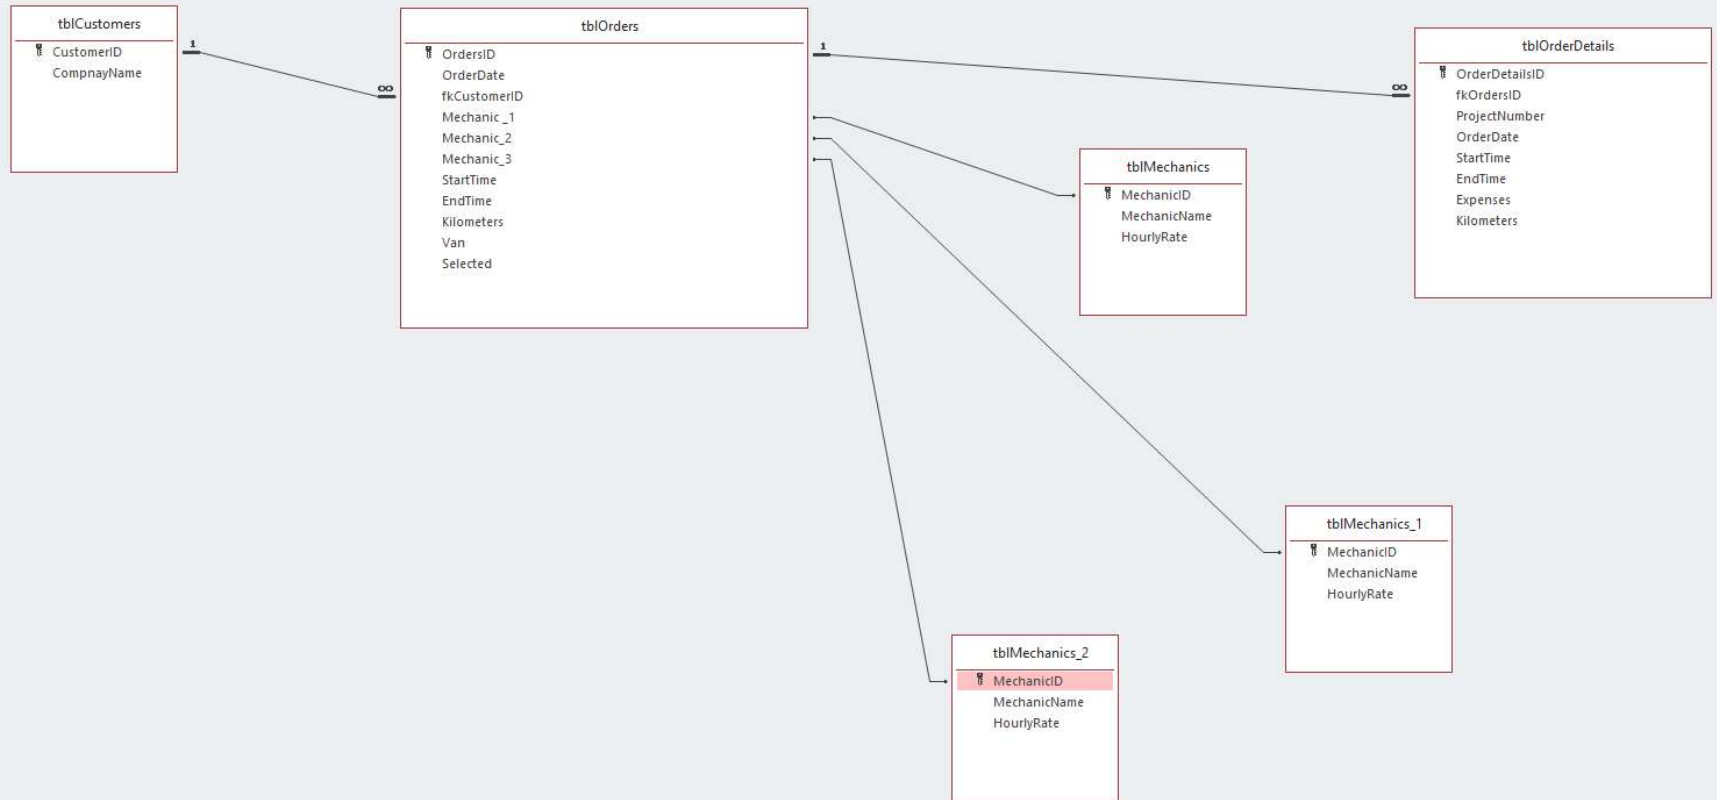 tblCustomers
CustomerID
CompnayName
1
∞
tblOrders
OrdersID
OrderDate
fkCustomerID
Mechanic _1
Mechanic_2
Mechanic_3
StartTime
EndTime
Kilometers
Van
Selected
1
∞
tblOrderDetails
OrderDetailsID
fkOrdersID
ProjectNumber
OrderDate
StartTime
EndTime
Expenses
Kilometers
tblMechanics
MechanicID
MechanicName
HourlyRate
tblMechanics_1
MechanicID
MechanicName
HourlyRate
tblMechanics_2
MechanicID
MechanicName
HourlyRate